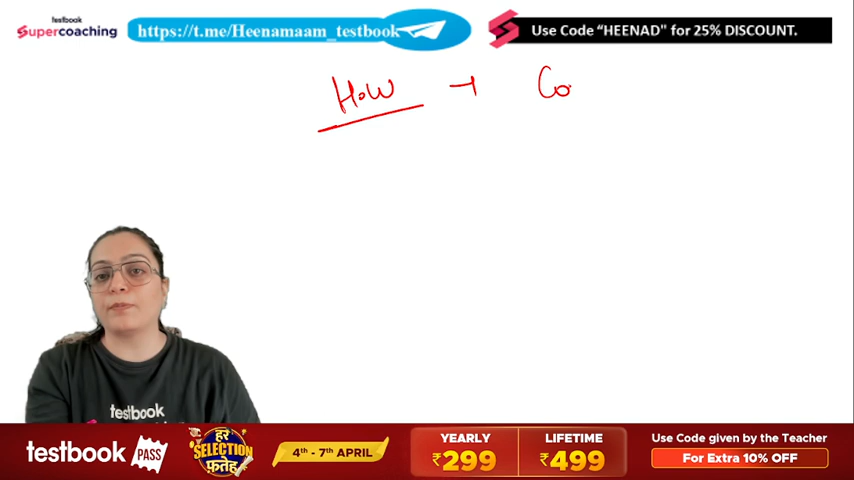 testbook
Supercoaching
https://t.me/Heenamaam_testbook
Use Code “HEENAD" for 25% DISCOUNT.
How → Co
testbook
testbook PASS
हर
SELECTION
फतेह
4th - 7th APRIL
YEARLY
₹299
LIFETIME
₹499
Use Code given by the Teacher
For Extra 10% OFF